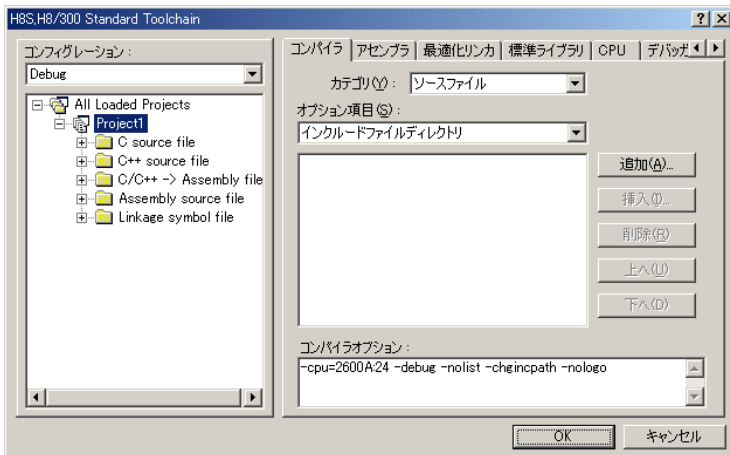 H8S,H8/300 Standard Toolchain
コンフィグレーション :
Debug
All Loaded Projects
Project1
C source file
C++ source file
C/C++ -> Assembly file
Assembly source file
Linkage symbol file
コンパイラ アセンブラ 最適化リンカ 標準ライブラリ CPU デバッガ
カテゴリ(Y) : ソースファイル
オプション項目(S) :
インクルードファイルディレクトリ
追加(A)...
挿入(I)...
削除(R)
上へ(U)
下へ(D)
コンパイラオプション :
-cpu=2600A:24 -debug -nolist -chgincpath -nologo
OK キャンセル